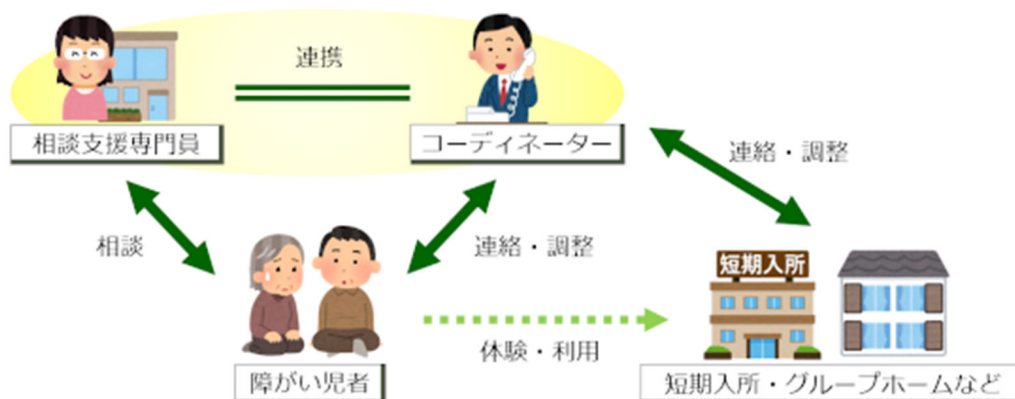 連携
相談支援専門員
コーディネーター
連絡・調整
相談
連絡・調整
短期入所
体験・利用
障がい児者
短期入所・グループホームなど